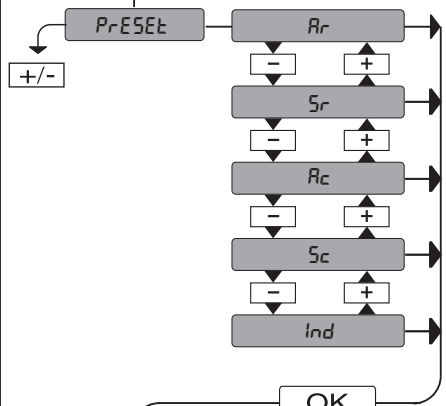 PrESEt Ar
+/- - +
Sr
- +
Ac
- +
Sc
- +
Ind
OK